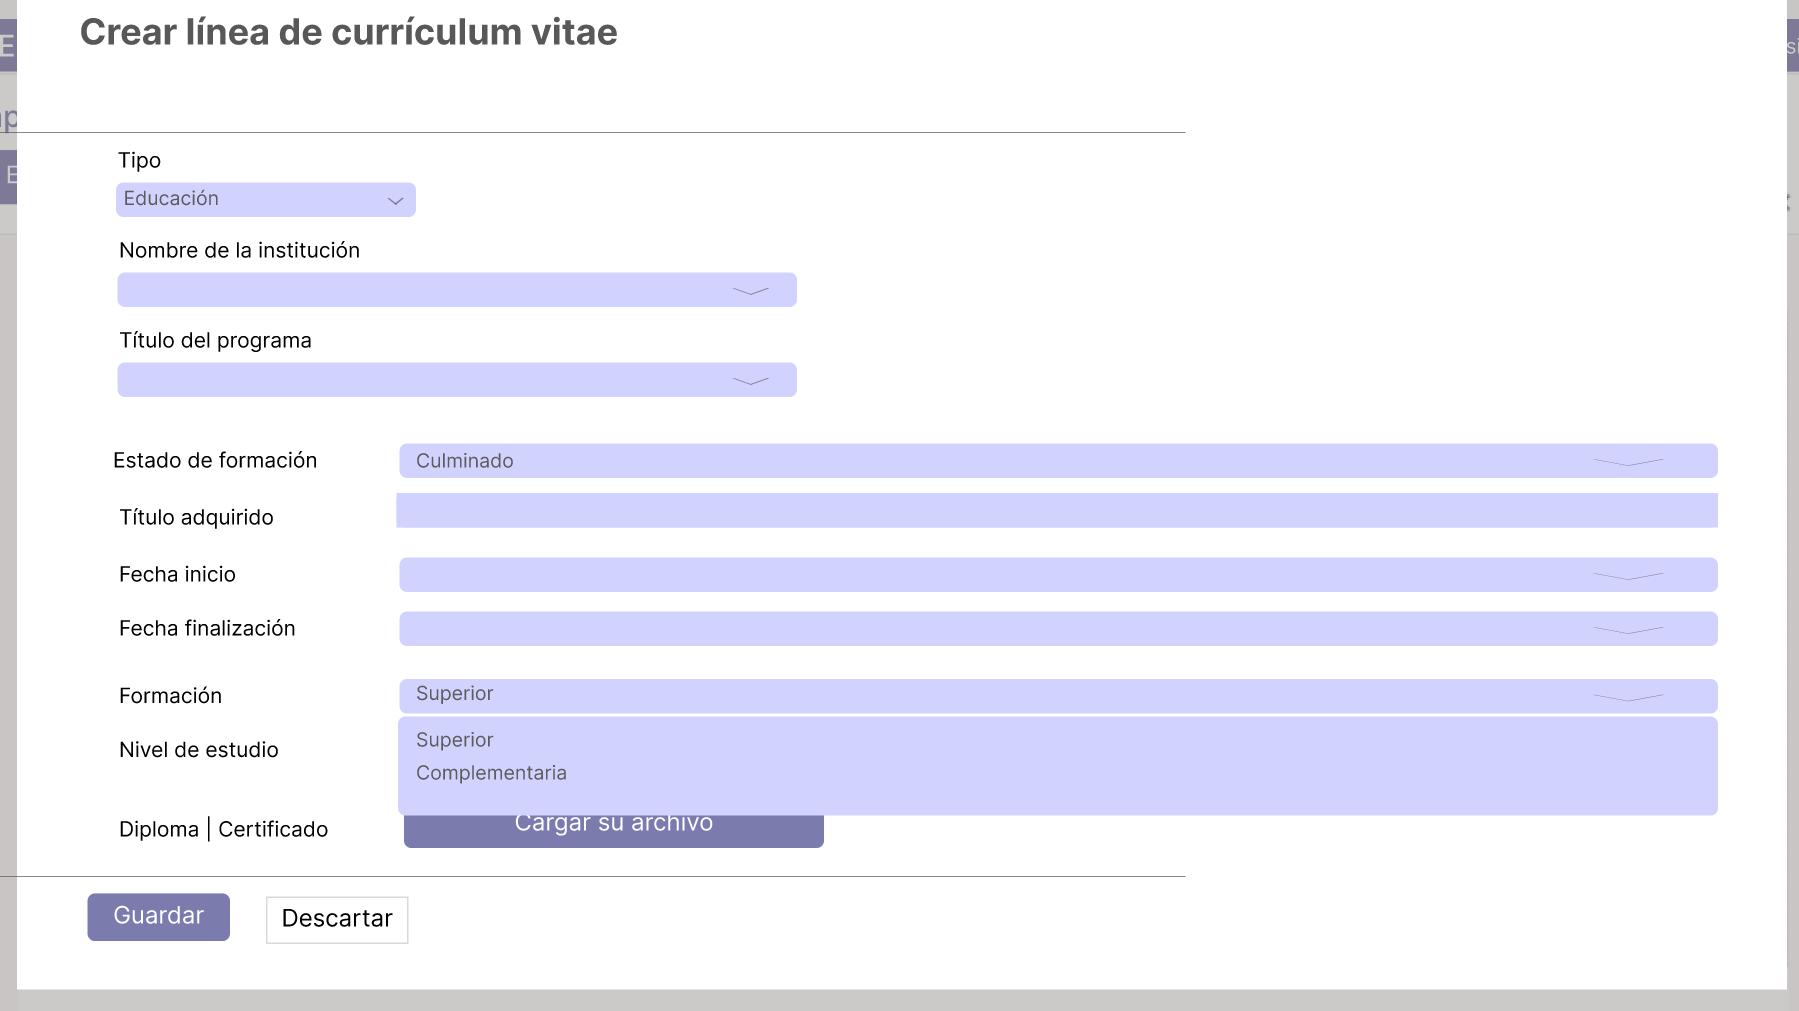 Crear línea de currículum vitae
Tipo
Educación
Nombre de la institución
Título del programa
Estado de formación
Culminado
Título adquirido
Fecha inicio
Fecha finalización
Formación
Superior
Nivel de estudio
Superior
Complementaria
Diploma | Certificado
Cargar su archivo
Guardar
Descartar